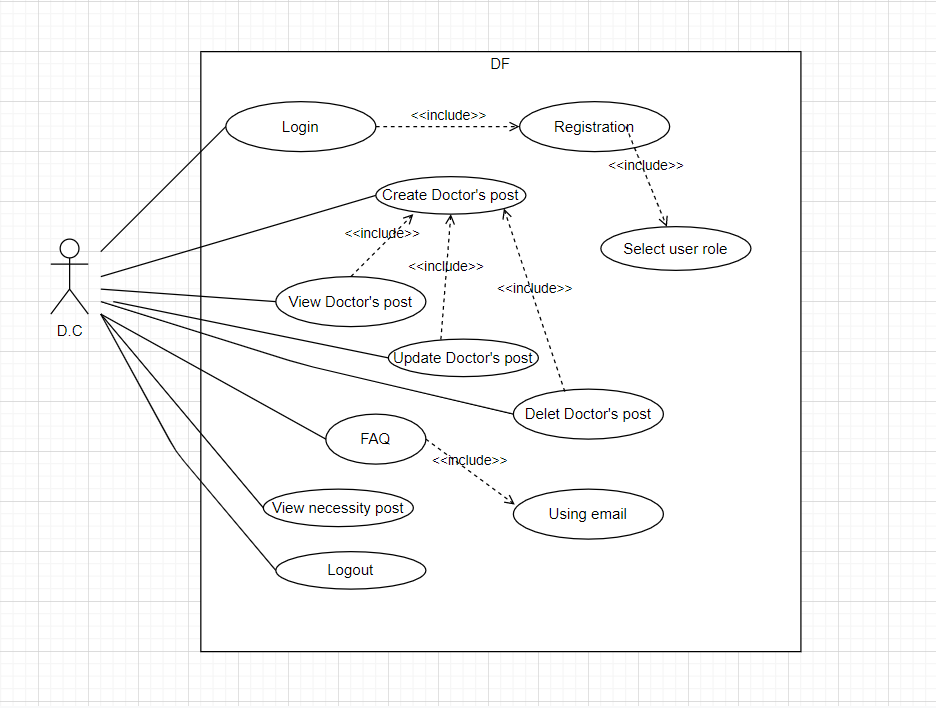 DF
Login
<<include>>
Registration
<<include>>
Create Doctor's post
<<include>>
Select user role
<<include>>
<<include>>
View Doctor's post
D.C
Update Doctor's post
Delet Doctor's post
FAQ
<<include>>
View necessity post
Using email
Logout